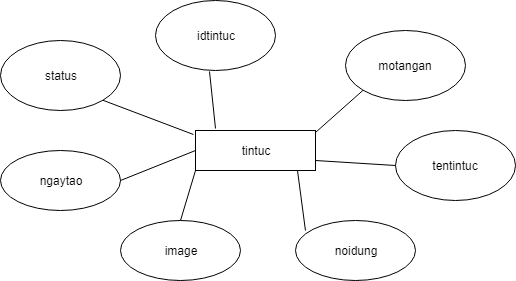 idtintuc
status
motangan
tintuc
tentintuc
ngaytao
image
noidung